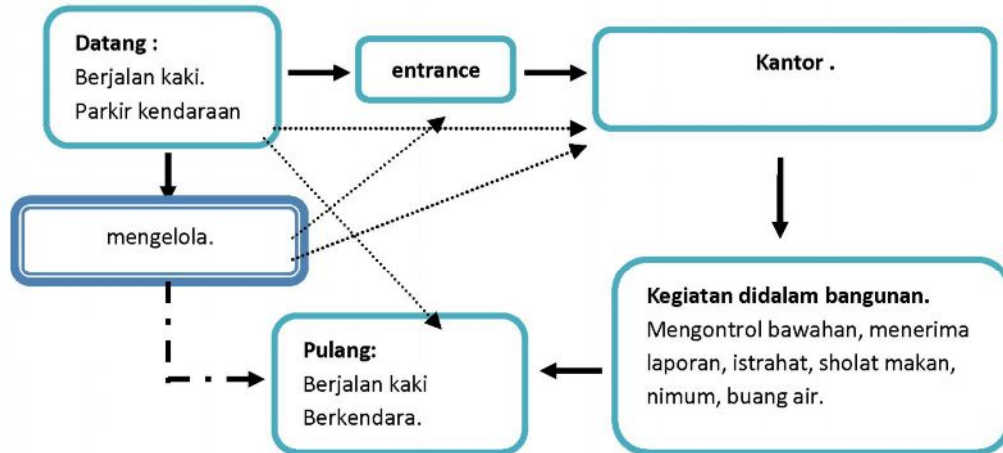 Datang :
Berjalan kaki.
Parkir kendaraan
entrance
Kantor .
mengelola.
Kegiatan didalam bangunan.
Mengontrol bawahan, menerima
laporan, istrahat, sholat makan,
nimum, buang air.
Pulang:
Berjalan kaki
Berkendara.